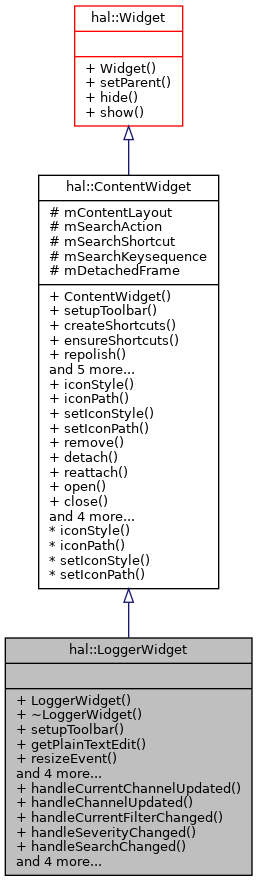 hal::Widget
+ Widget()
+ setParent()
+ hide()
+ show()
hal::ContentWidget
# mContentLayout
# mSearchAction
# mSearchShortcut
# mSearchKeysequence
# mDetachedFrame
+ ContentWidget()
+ setupToolbar()
+ createShortcuts()
+ ensureShortcuts()
+ repolish()
and 5 more...
+ iconStyle()
+ iconPath()
+ setIconStyle()
+ setIconPath()
+ remove()
+ detach()
+ reattach()
+ open()
+ close()
and 4 more...
* iconStyle()
* iconPath()
* setIconStyle()
* setIconPath()
hal::LoggerWidget
+ LoggerWidget()
+ ~LoggerWidget()
+ setupToolbar()
+ getPlainTextEdit()
+ resizeEvent()
and 4 more...
+ handleCurrentChannelUpdated()
+ handleChannelUpdated()
+ handleCurrentFilterChanged()
+ handleSeverityChanged()
+ handleSearchChanged()
and 4 more...